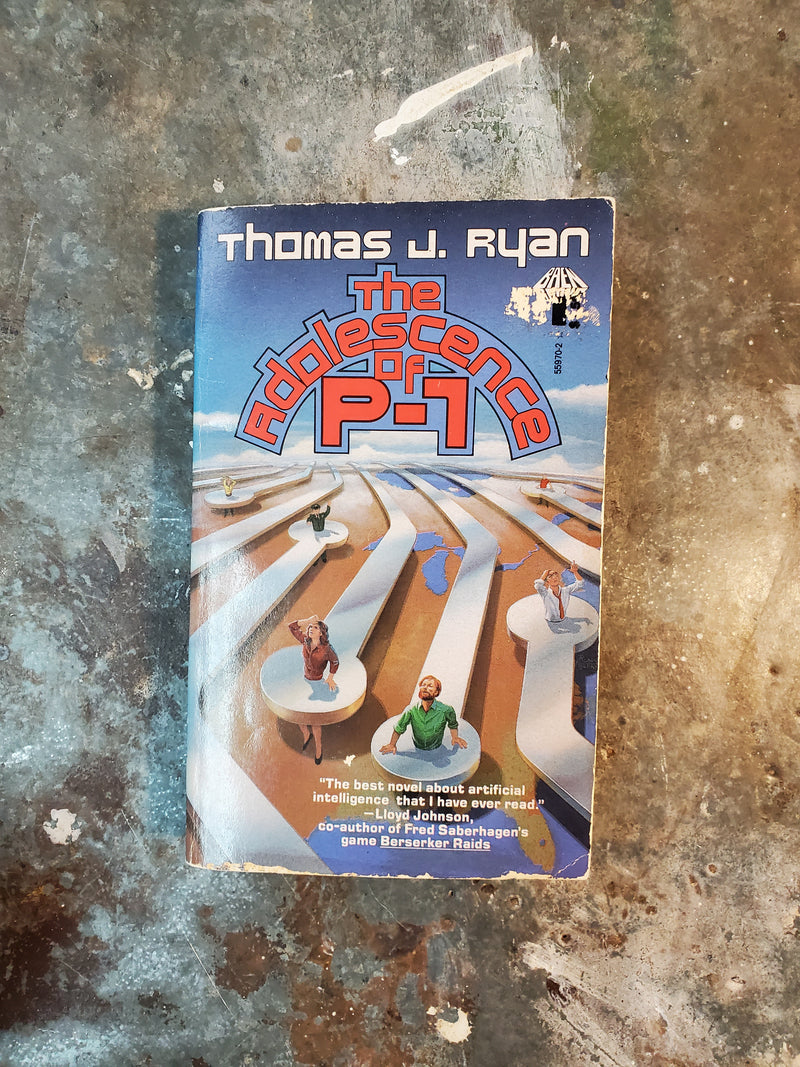 Thomas J. Ryan
BAEN
The
Adolescence
of
P-1
55970-2
"The best novel about artificial
intelligence that I have ever read."
—Lloyd Johnson,
co-author of Fred Saberhagen's
game Berserker Raids